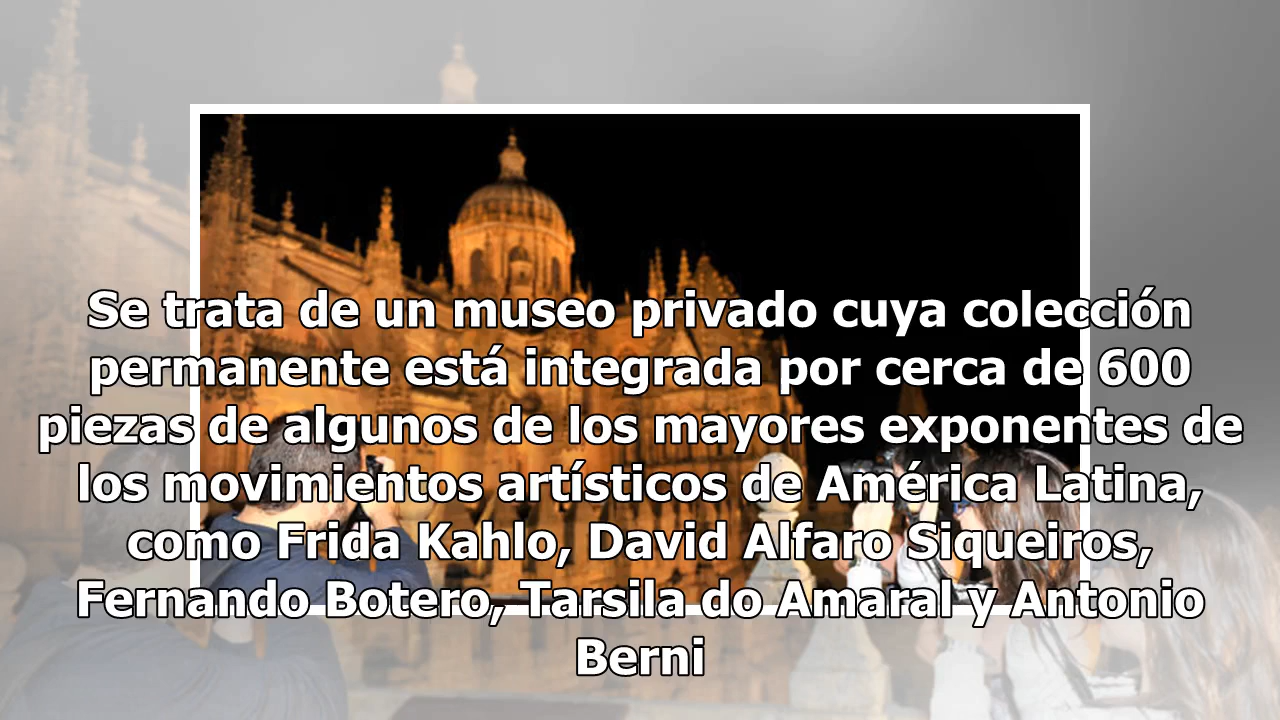 Se trata de un museo privado cuya colección
permanente está integrada por cerca de 600
piezas de algunos de los mayores exponentes de
los movimientos artísticos de América Latina,
como Frida Kahlo, David Alfaro Siqueiros,
Fernando Botero, Tarsila do Amaral y Antonio
Berni